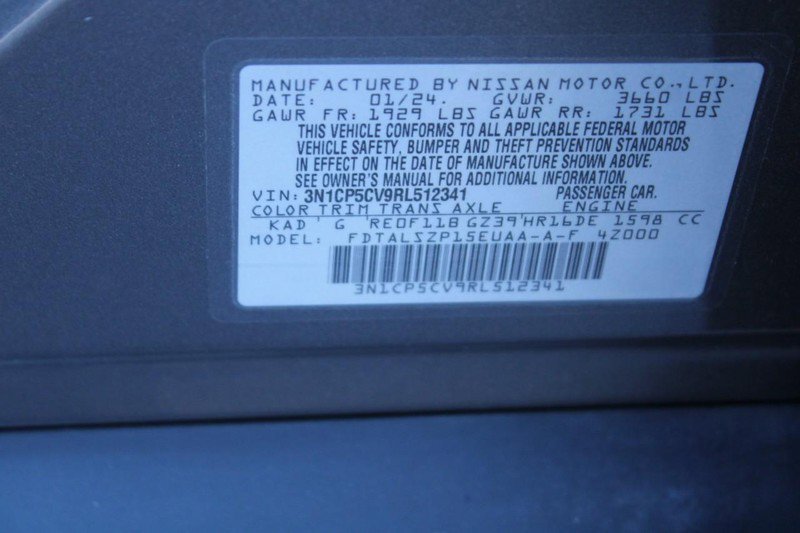 MANUFACTURED BY NISSAN MOTOR CO., LTD.
DATE: 01/24. GVWR: 3660 LBS
GAWR FR: 1929 LBS GAWR RR: 1731 LBS
THIS VEHICLE CONFORMS TO ALL APPLICABLE FEDERAL MOTOR
VEHICLE SAFETY, BUMPER AND THEFT PREVENTION STANDARDS
IN EFFECT ON THE DATE OF MANUFACTURE SHOWN ABOVE.
SEE OWNER'S MANUAL FOR ADDITIONAL INFORMATION.
VIN: 3N1CP5CV9RL512341 PASSENGER CAR.
COLOR TRIM TRANS AXLE ENGINE
KAD ' G 'RE0F11B GZ39'HR16DE 1598 CC
MODEL: FDTALSZP15EUAA-A-F 4Z000
3N1CP5CV9RL512341